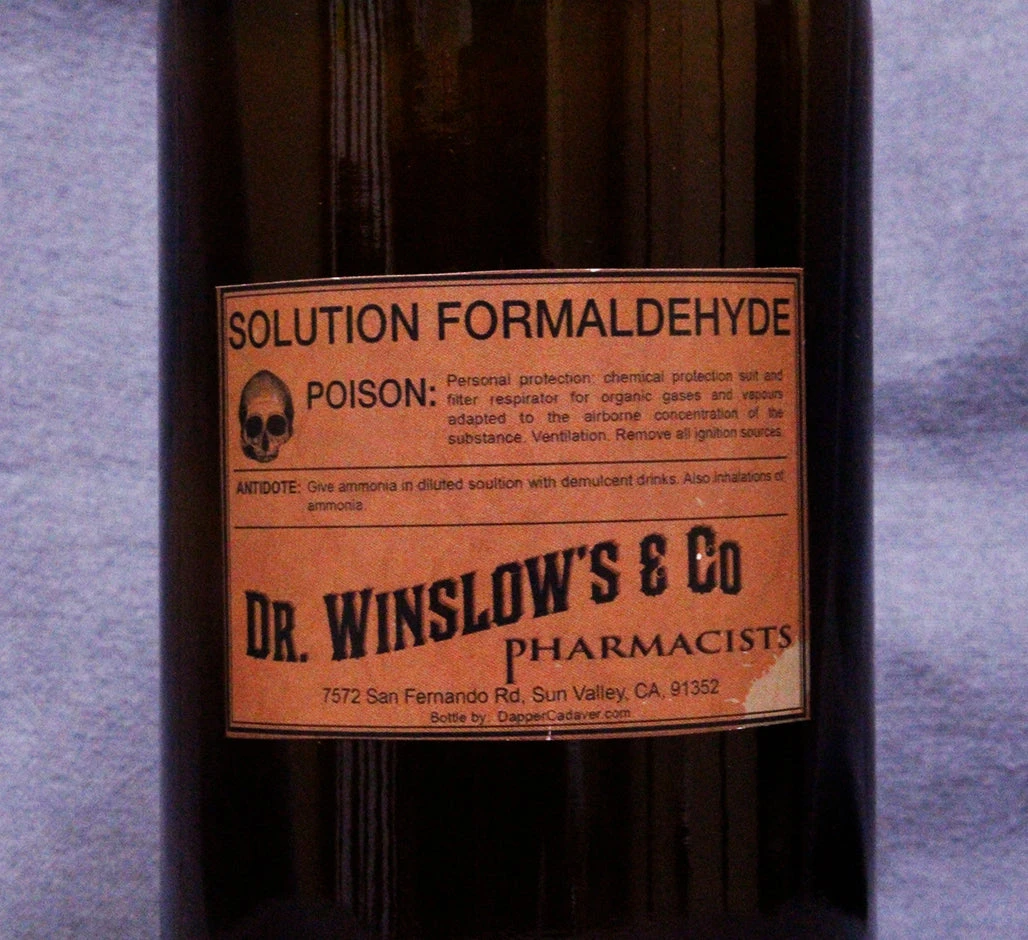 SOLUTION FORMALDEHYDE
POISON:
Personal protection: chemical protection suit and
filter respirator for organic gases and vapours
adapted to the airborne concentration of the
substance. Ventilation. Remove all ignition sources.
ANTIDOTE: Give ammonia in diluted soultion with demulcent drinks. Also inhalations of
ammonia.
DR. WINSLOW'S & CO
PHARMACISTS
7572 San Fernando Rd, Sun Valley, CA, 91352
Bottle by: DapperCadaver.com